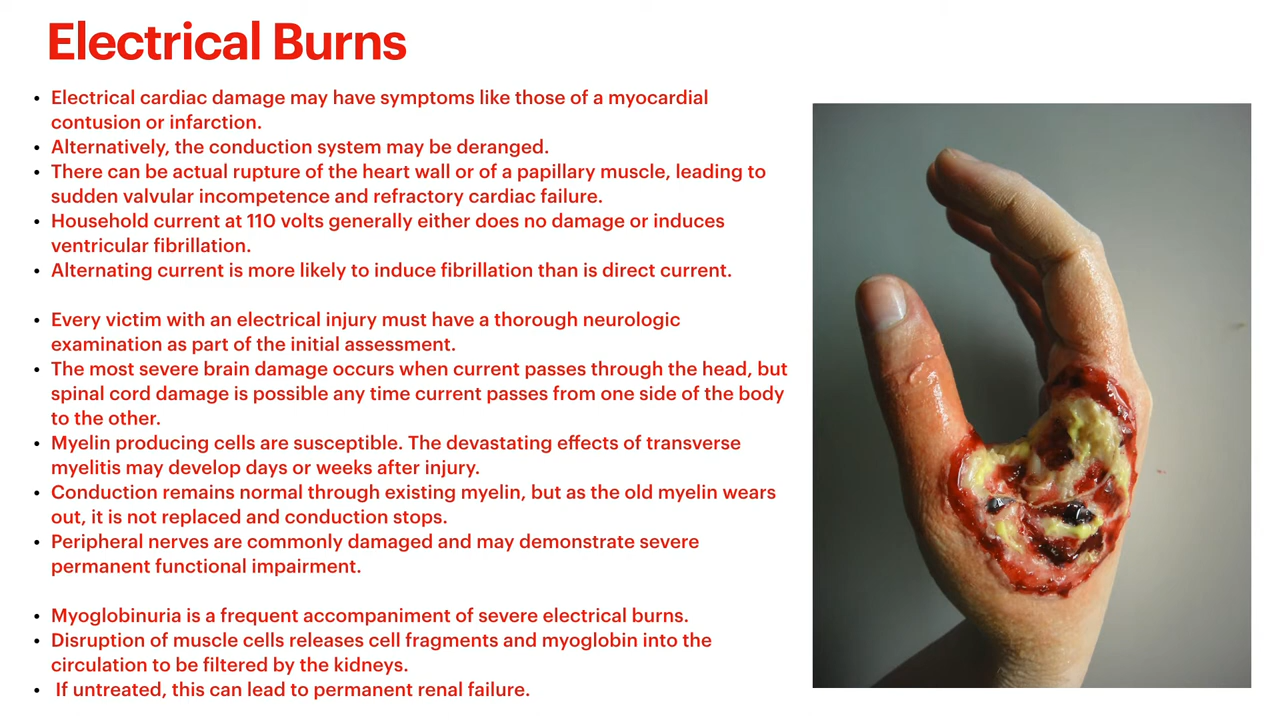 Electrical Burns
• Electrical cardiac damage may have symptoms like those of a myocardial
contusion or infarction.
• Alternatively, the conduction system may be deranged.
• There can be actual rupture of the heart wall or of a papillary muscle, leading to
sudden valvular incompetence and refractory cardiac failure.
• Household current at 110 volts generally either does no damage or induces
ventricular fibrillation.
• Alternating current is more likely to induce fibrillation than is direct current.
• Every victim with an electrical injury must have a thorough neurologic
examination as part of the initial assessment.
• The most severe brain damage occurs when current passes through the head, but
spinal cord damage is possible any time current passes from one side of the body
to the other.
• Myelin producing cells are susceptible. The devastating effects of transverse
myelitis may develop days or weeks after injury.
• Conduction remains normal through existing myelin, but as the old myelin wears
out, it is not replaced and conduction stops.
• Peripheral nerves are commonly damaged and may demonstrate severe
permanent functional impairment.
• Myoglobinuria is a frequent accompaniment of severe electrical burns.
• Disruption of muscle cells releases cell fragments and myoglobin into the
circulation to be filtered by the kidneys.
• If untreated, this can lead to permanent renal failure.